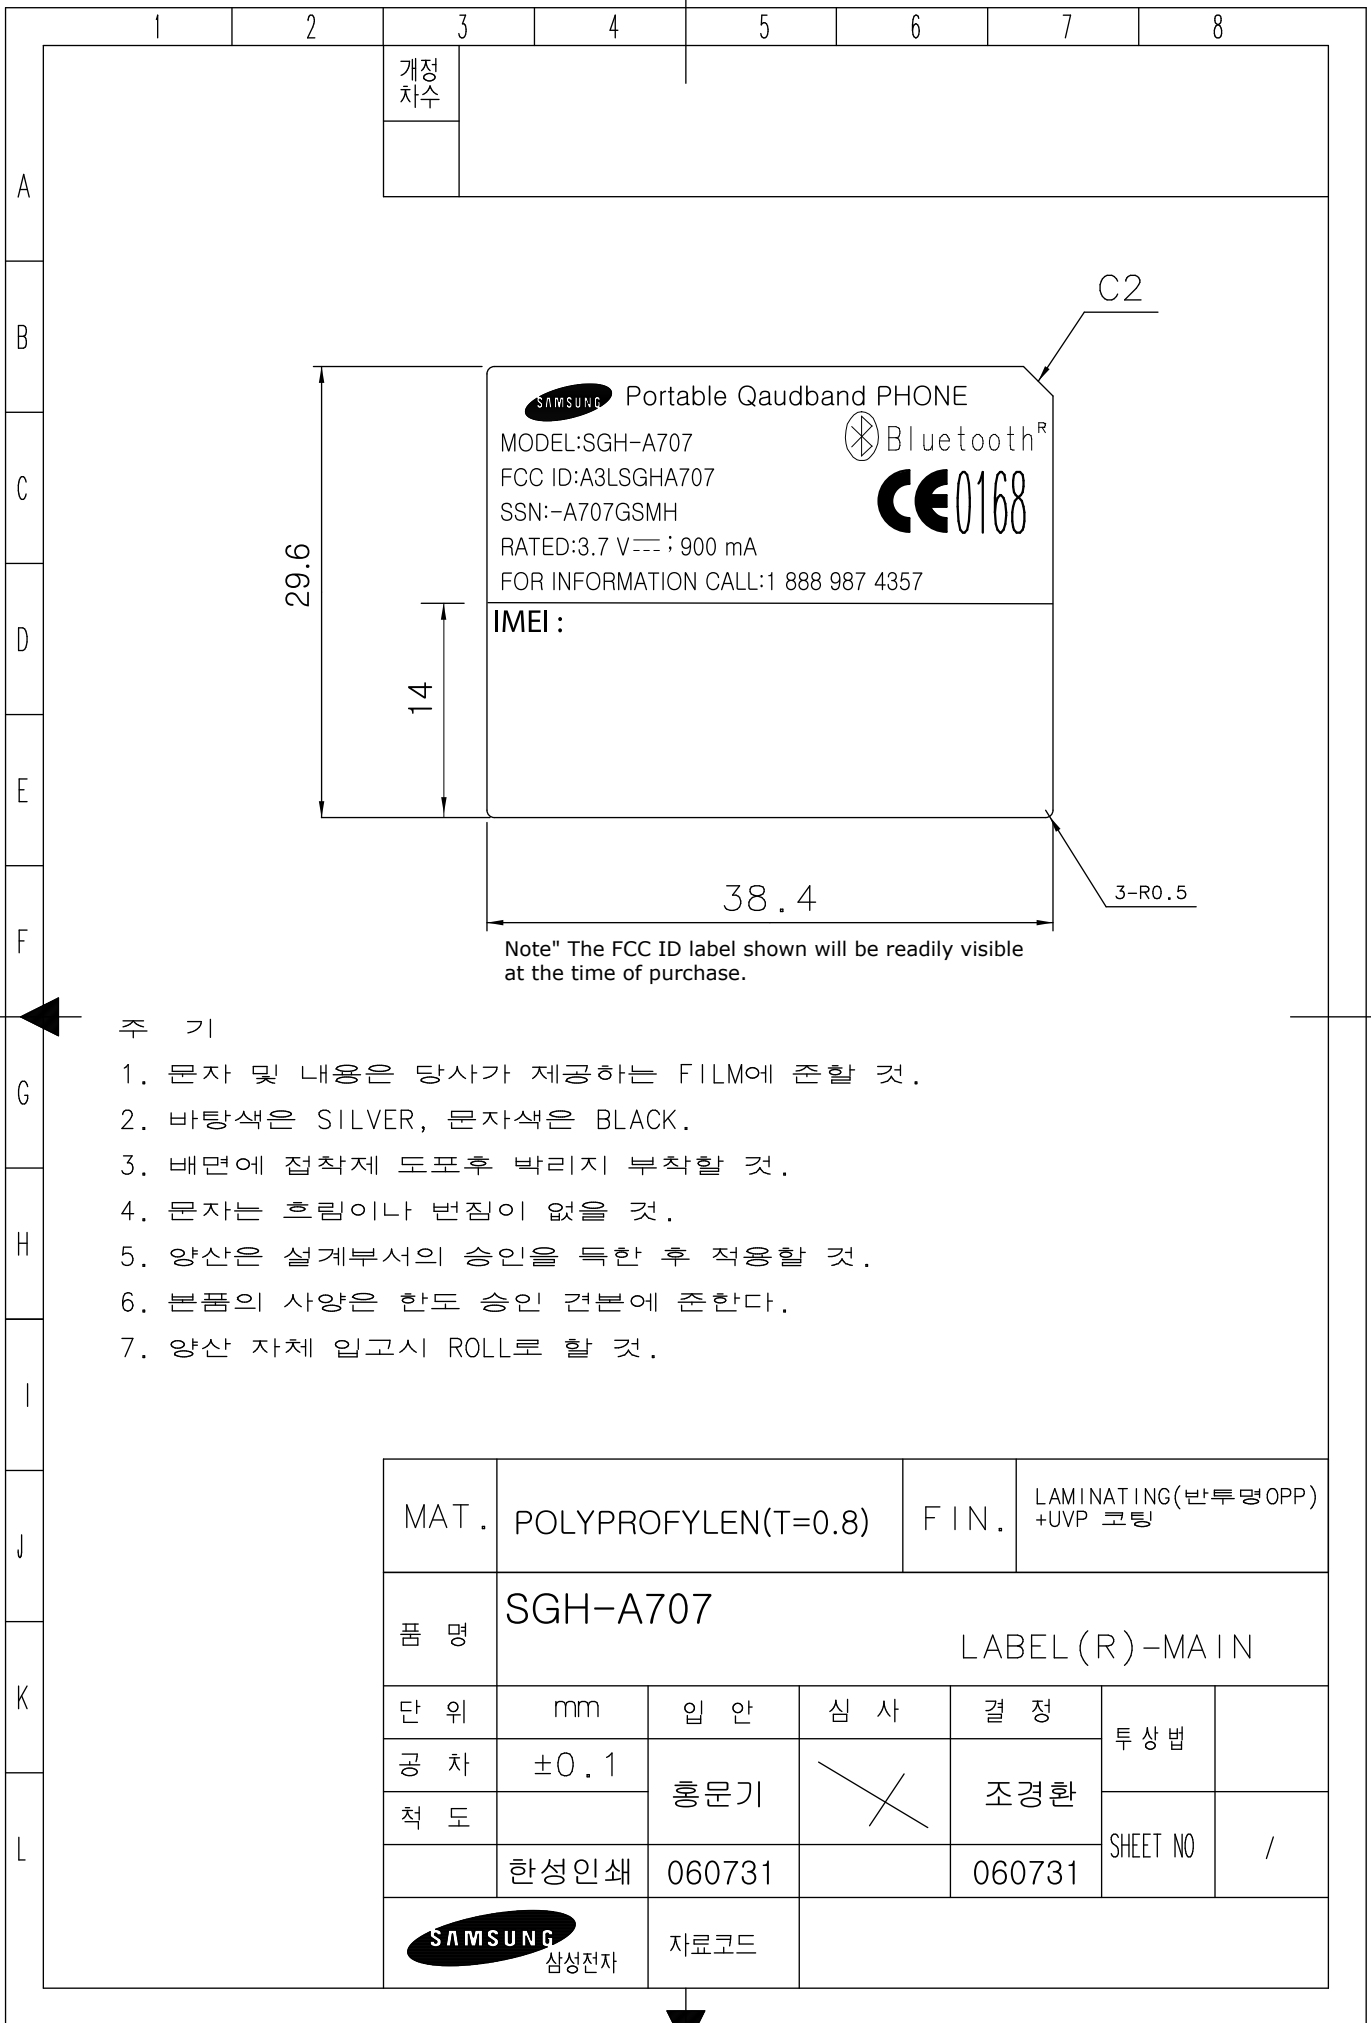 1 2 3 4 5 6 7 8
개정
차수
A
B
C
D
E
F
G
H
I
J
K
L
C2
SAMSUNG Portable Qaudband PHONE
Bluetooth R
MODEL:SGH-A707
FCC ID:A3LSGHA707
CE0168
SSN:-A707GSMH
RATED:3.7 V ; 900 mA
FOR INFORMATION CALL:1 888 987 4357
IMEI :
29.6
14
38.4
3-R0.5
Note" The FCC ID label shown will be readily visible
at the time of purchase.
주 기
1. 문자 및 내용은 당사가 제공하는 FILM에 준할 것.
2. 바탕색은 SILVER, 문자색은 BLACK.
3. 배면에 접착제 도포후 박리지 부착할 것.
4. 문자는 흐림이나 번짐이 없을 것.
5. 양산은 설계부서의 승인을 득한 후 적용할 것.
6. 본품의 사양은 한도 승인 견본에 준한다.
7. 양산 자체 입고시 ROLL로 할 것.
MAT. POLYPROFYLEN(T=0.8) FIN. LAMINATING(반투명OPP)
+UVP 코팅
품 명 SGH-A707
LABEL(R)-MAIN
단 위 mm 입 안 심 사 결 정 투상법
공 차 ±0.1 홍문기 조경환
척 도
SHEET NO /
한성인쇄 060731 060731
SAMSUNG 삼성전자 자료코드